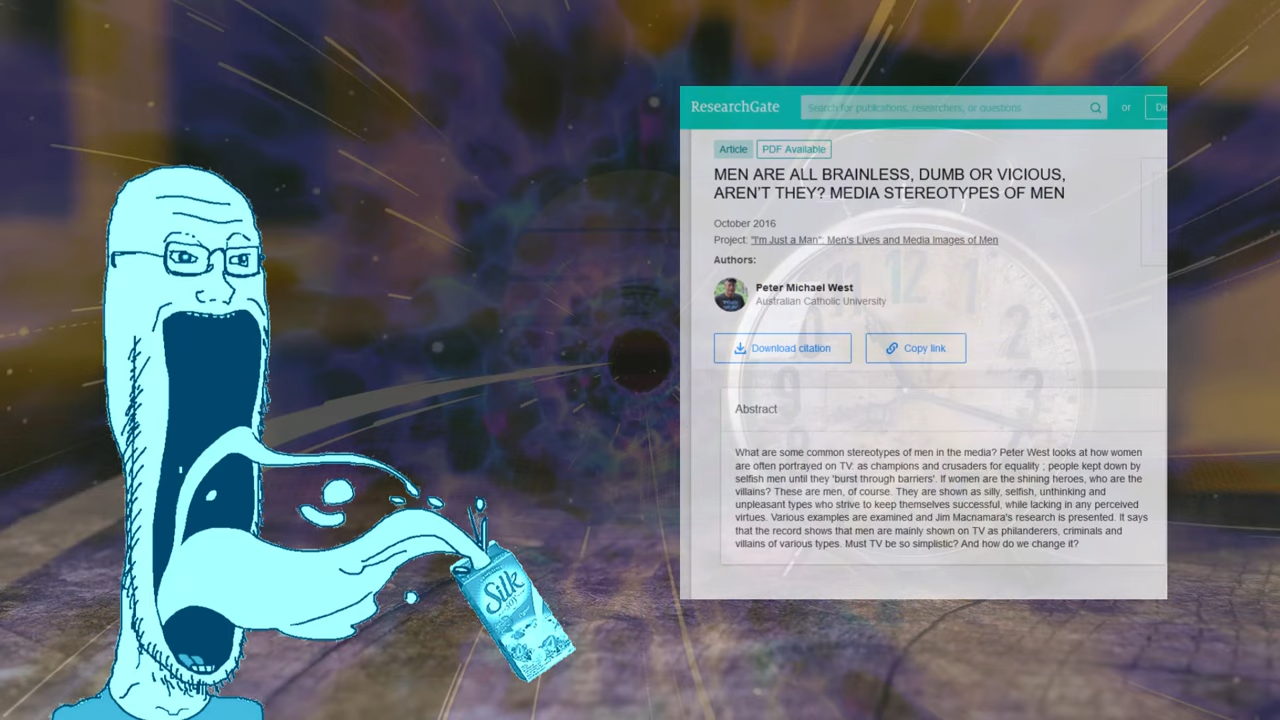 ResearchGate
Search for publications, researchers, or questions
or
Article
PDF Available
MEN ARE ALL BRAINLESS, DUMB OR VICIOUS,
AREN'T THEY? MEDIA STEREOTYPES OF MEN
October 2016
Project: "I'm Just a Man": Men's Lives and Media Images of Men
Authors:
Peter Michael West
Australian Catholic University
Download citation
Copy link
Abstract
What are some common stereotypes of men in the media? Peter West looks at how women
are often portrayed on TV: as champions and crusaders for equality ; people kept down by
selfish men until they 'burst through barriers'. If women are the shining heroes, who are the
villains? These are men, of course. They are shown as silly, selfish, unthinking and
unpleasant types who strive to keep themselves successful, while lacking in any perceived
virtues. Various examples are examined and Jim Macnamara's research is presented. It says
that the record shows that men are mainly shown on TV as philanderers, criminals and
villains of various types. Must TV be so simplistic? And how do we change it?
11 12 1
2
9 3
Silk
SOY